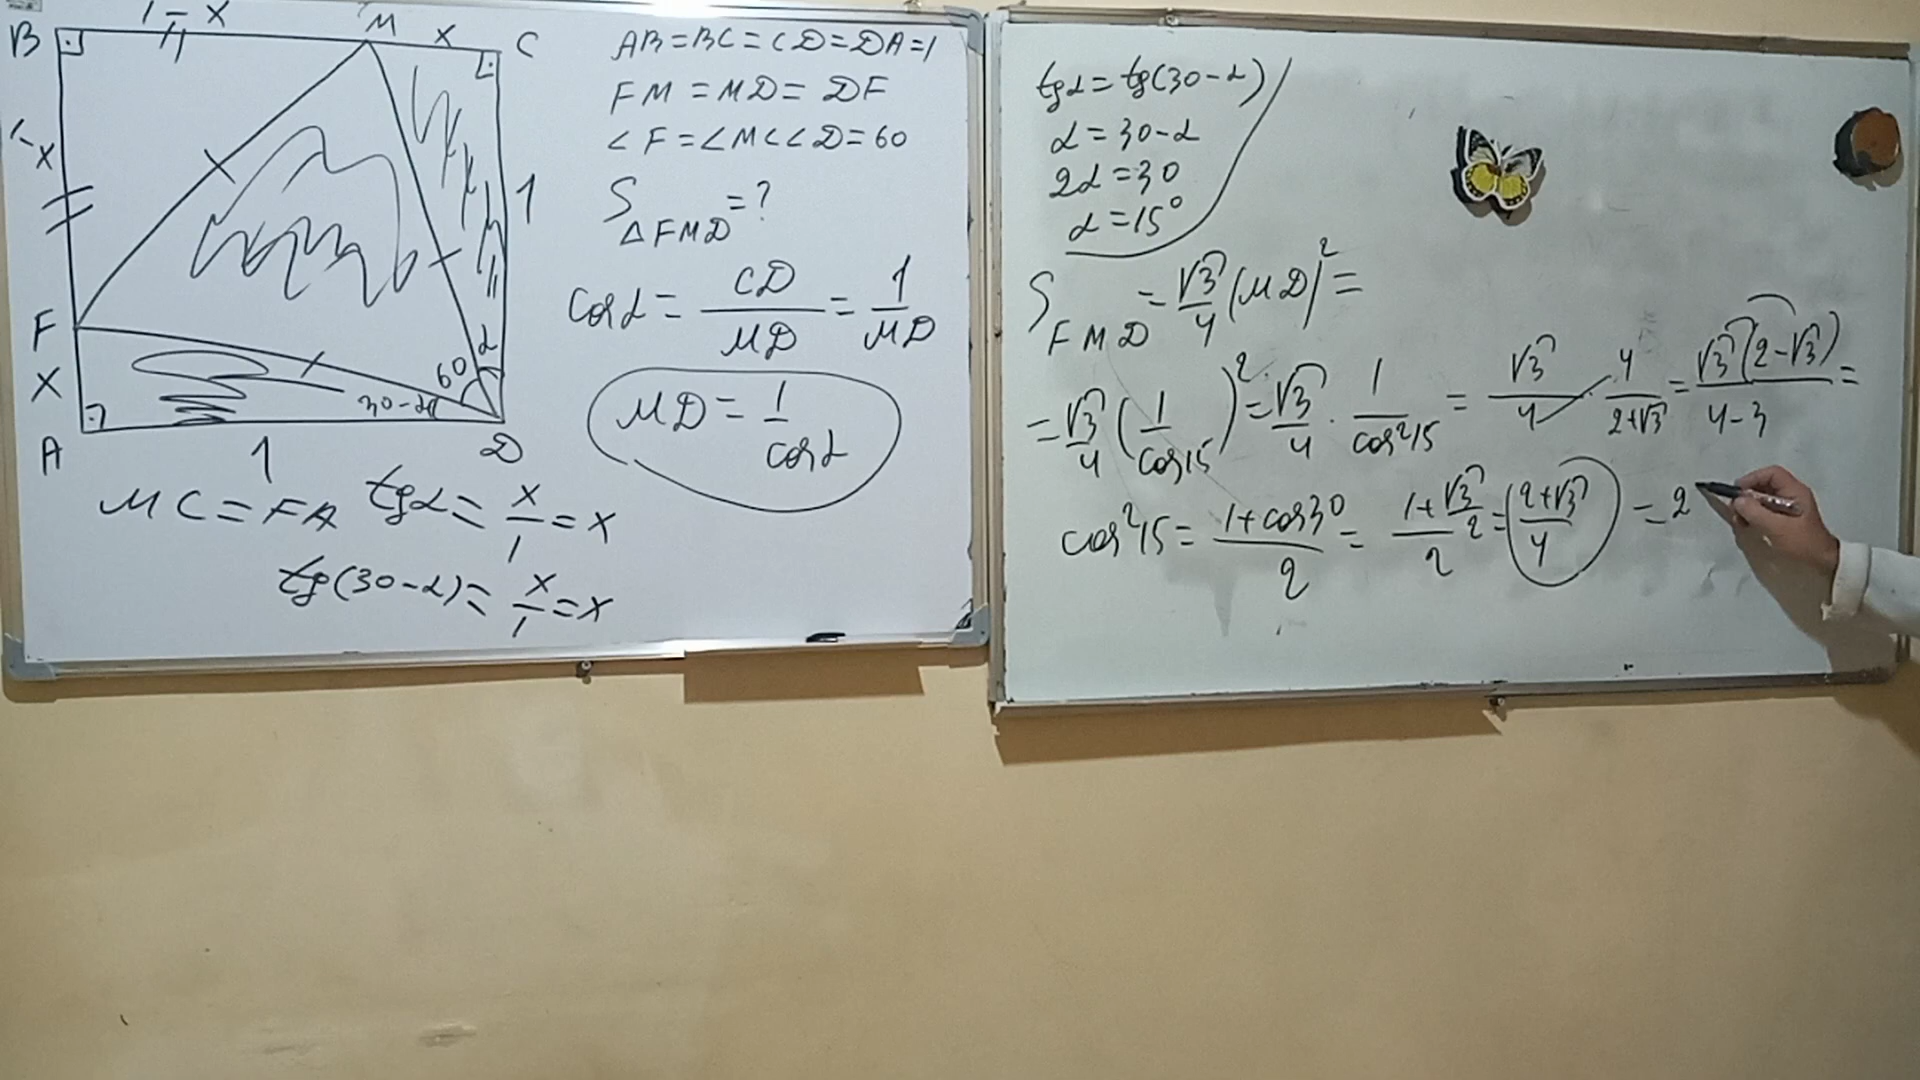 B 1-x M x C
1-x
1
F
x
60 α
30-α
A 1 D
AB=BC=CD=DA=1
FM=MD=DF
∠F=∠M<∠D=60
S△FMD=?
cosα=CD/MD=1/MD
MD=1/cosα
MC=FA tgα=x/1=x
tg(30-α)=x/1=x
tgα=tg(30-α)
α=30-α
2α=30
α=15°
S FMD=√3/4(MD)²=
=√3/4(1/cos15)²=√3/4·1/cos²15=√3/4·4/2+√3=√3(2-√3)/4-3=
cos²15=1+cos30/2=1+√3/2/2=(2+√3/4) =2